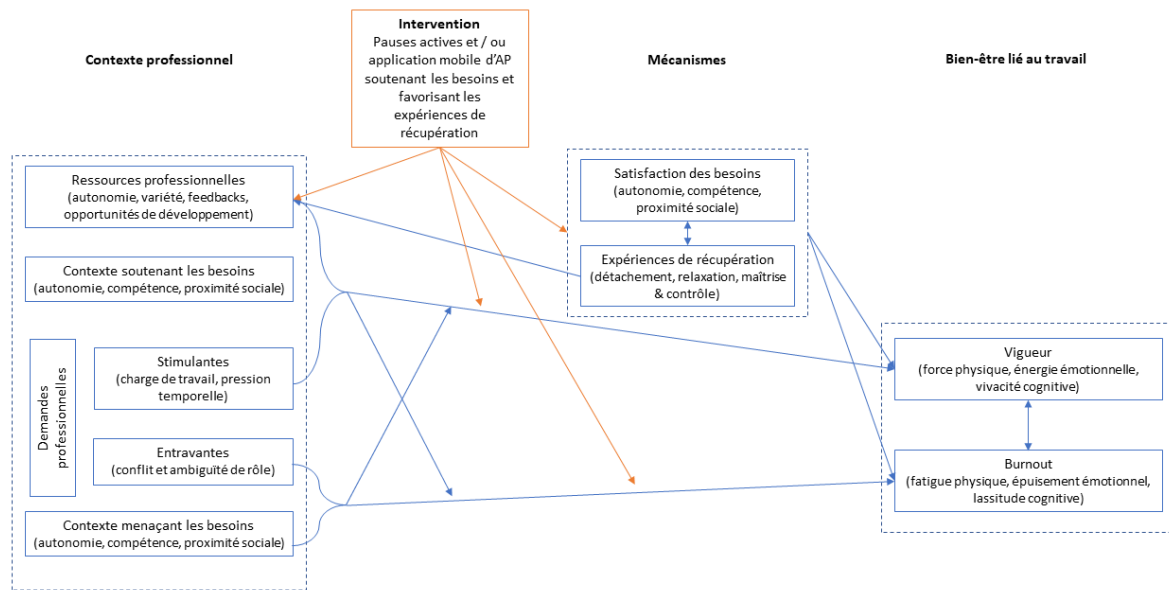 Intervention
Pauses actives et / ou
application mobile d'AP
soutenant les besoins et
favorisant les
expériences de
récupération
Contexte professionnel
Mécanismes
Bien-être lié au travail
Ressources professionnelles
(autonomie, variété, feedbacks,
opportunités de développement)
Contexte soutenant les besoins
(autonomie, compétence, proximité sociale)
Demandes
professionnelles
Stimulantes
(charge de travail, pression
temporelle)
Entravantes
(conflit et ambiguïté de rôle)
Contexte menaçant les besoins
(autonomie, compétence, proximité sociale)
Satisfaction des besoins
(autonomie, compétence,
proximité sociale)
Expériences de récupération
(détachement, relaxation, maîtrise
& contrôle)
Vigueur
(force physique, énergie émotionnelle,
vivacité cognitive)
Burnout
(fatigue physique, épuisement émotionnel,
lassitude cognitive)